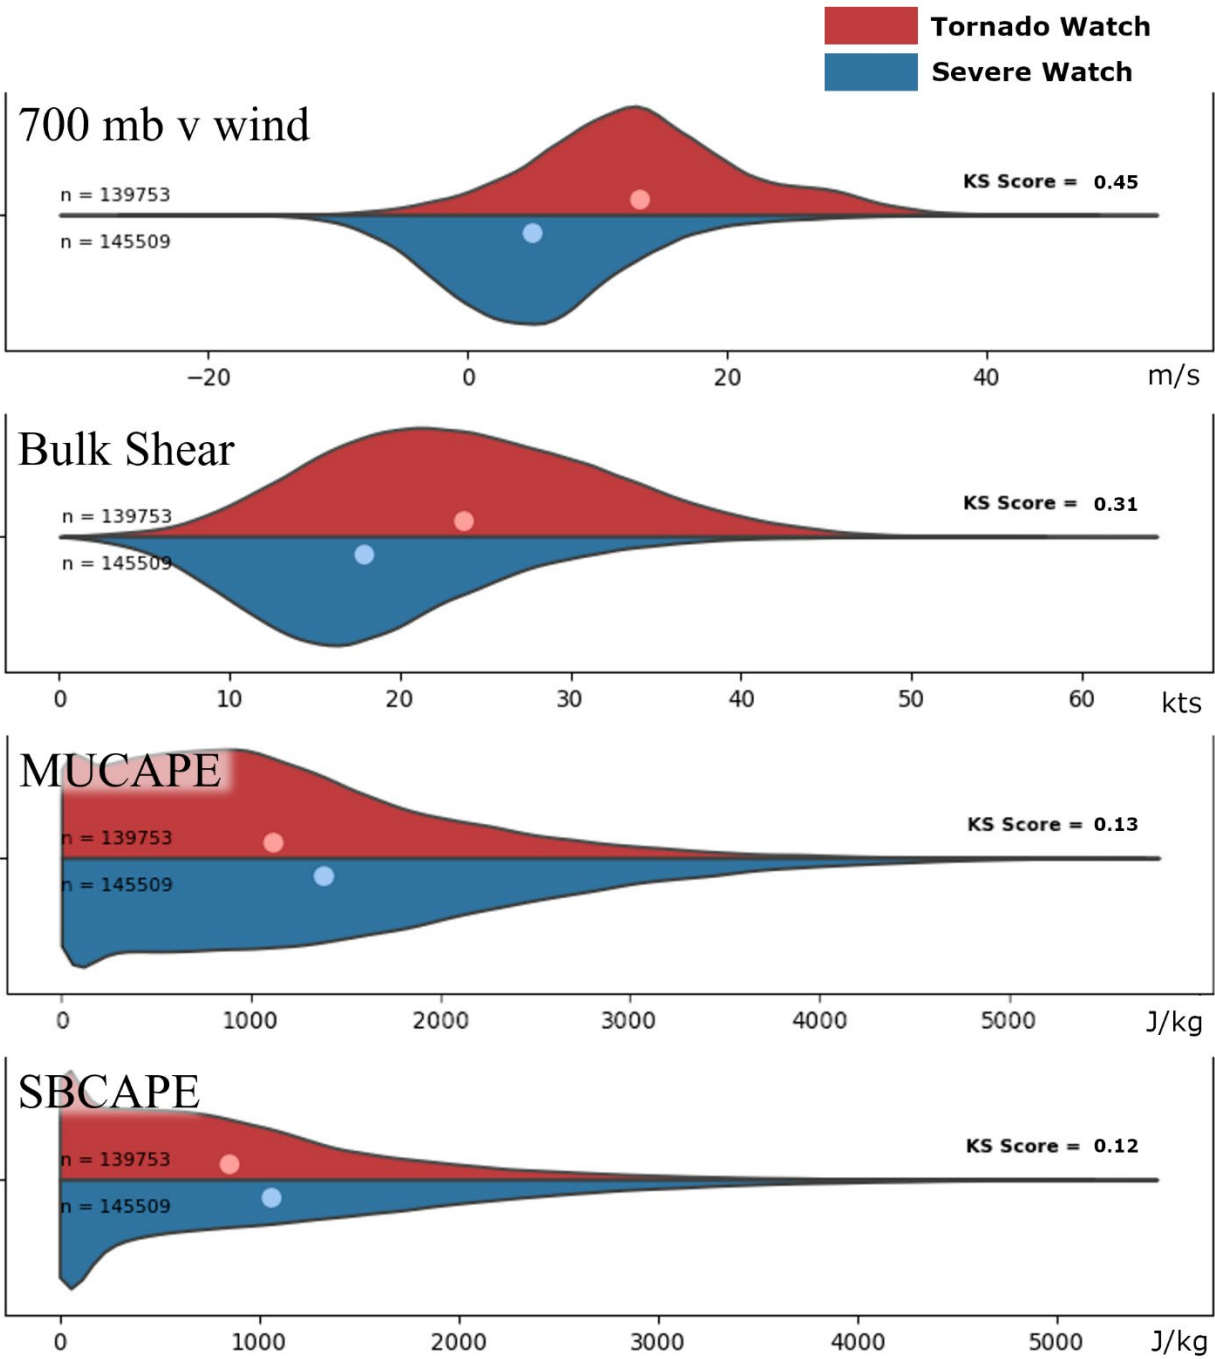 Tornado Watch
Severe Watch
700 mb v wind
n = 139753
KS Score = 0.45
n = 145509
−20 0 20 40 m/s
Bulk Shear
n = 139753
KS Score = 0.31
n = 145509
0 10 20 30 40 50 60 kts
MUCAPE
n = 139753
KS Score = 0.13
n = 145509
0 1000 2000 3000 4000 5000 J/kg
SBCAPE
n = 139753
KS Score = 0.12
n = 145509
0 1000 2000 3000 4000 5000 J/kg